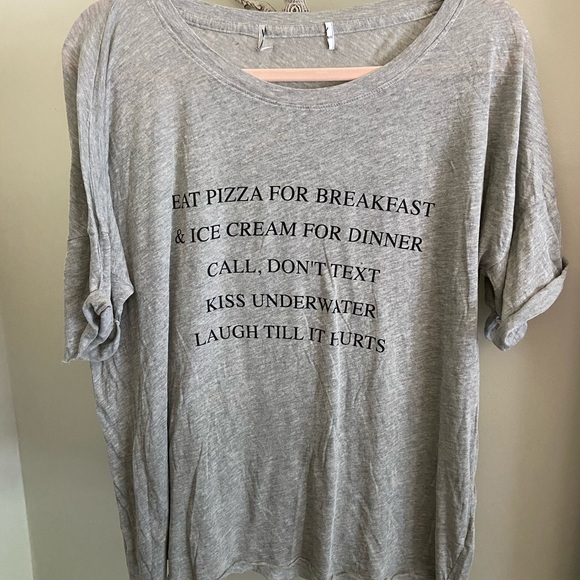 EAT PIZZA FOR BREAKFAST
& ICE CREAM FOR DINNER
CALL, DON'T TEXT
KISS UNDERWATER
LAUGH TILL IT HURTS